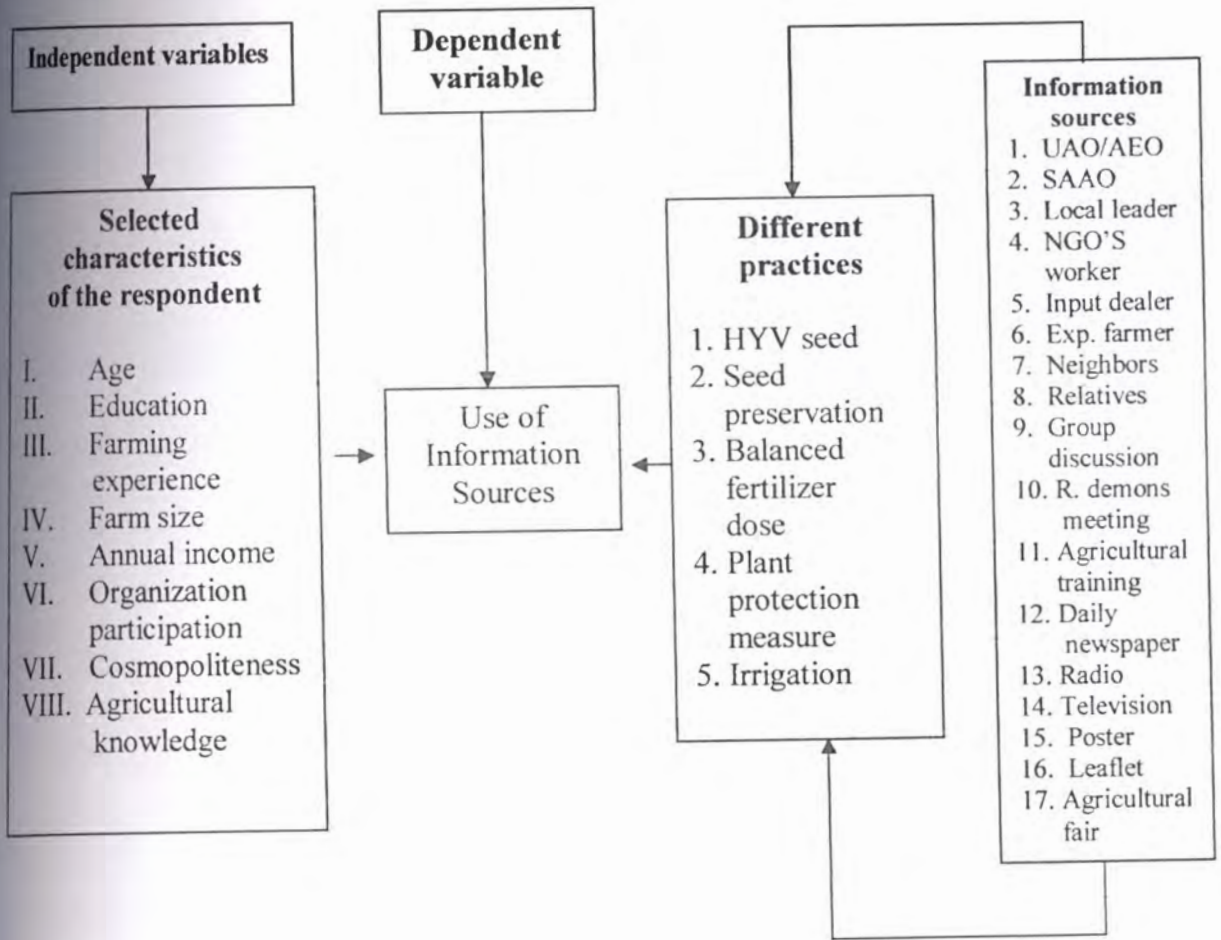 Independent variables
Selected
characteristics
of the respondent
I. Age
II. Education
III. Farming
experience
IV. Farm size
V. Annual income
VI. Organization
participation
VII. Cosmopoliteness
VIII. Agricultural
knowledge
Dependent
variable
Use of
Information
Sources
Different
practices
1. HYV seed
2. Seed
preservation
3. Balanced
fertilizer
dose
4. Plant
protection
measure
5. Irrigation
Information
sources
1. UAO/AEO
2. SAAO
3. Local leader
4. NGO'S
worker
5. Input dealer
6. Exp. farmer
7. Neighbors
8. Relatives
9. Group
discussion
10. R. demons
meeting
11. Agricultural
training
12. Daily
newspaper
13. Radio
14. Television
15. Poster
16. Leaflet
17. Agricultural
fair